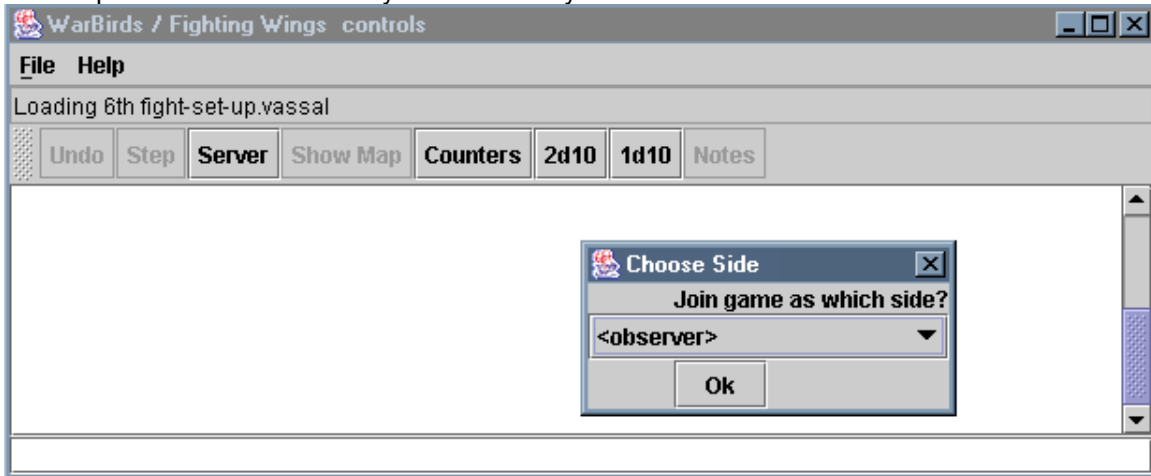 WarBirds / Fighting Wings controls
File Help
Loading 6th fight-set-up.vassal
Undo Step Server Show Map Counters 2d10 1d10 Notes
Choose Side
Join game as which side?
<observer>
Ok